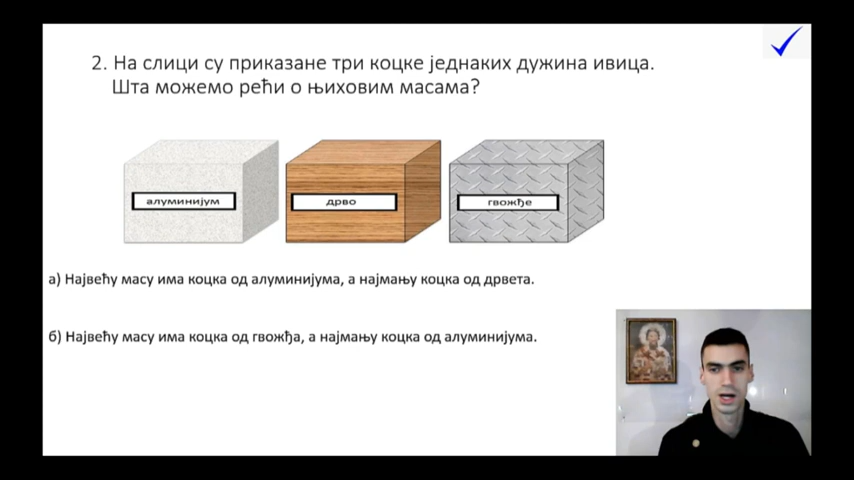 2. На слици су приказане три коцке једнаких дужина ивица.
Шта можемо рећи о њиховим масама?
алуминијум
дрво
гвожђе
а) Највећу масу има коцка од алуминијума, а најмању коцка од дрвета.
б) Највећу масу има коцка од гвожђа, а најмању коцка од алуминијума.